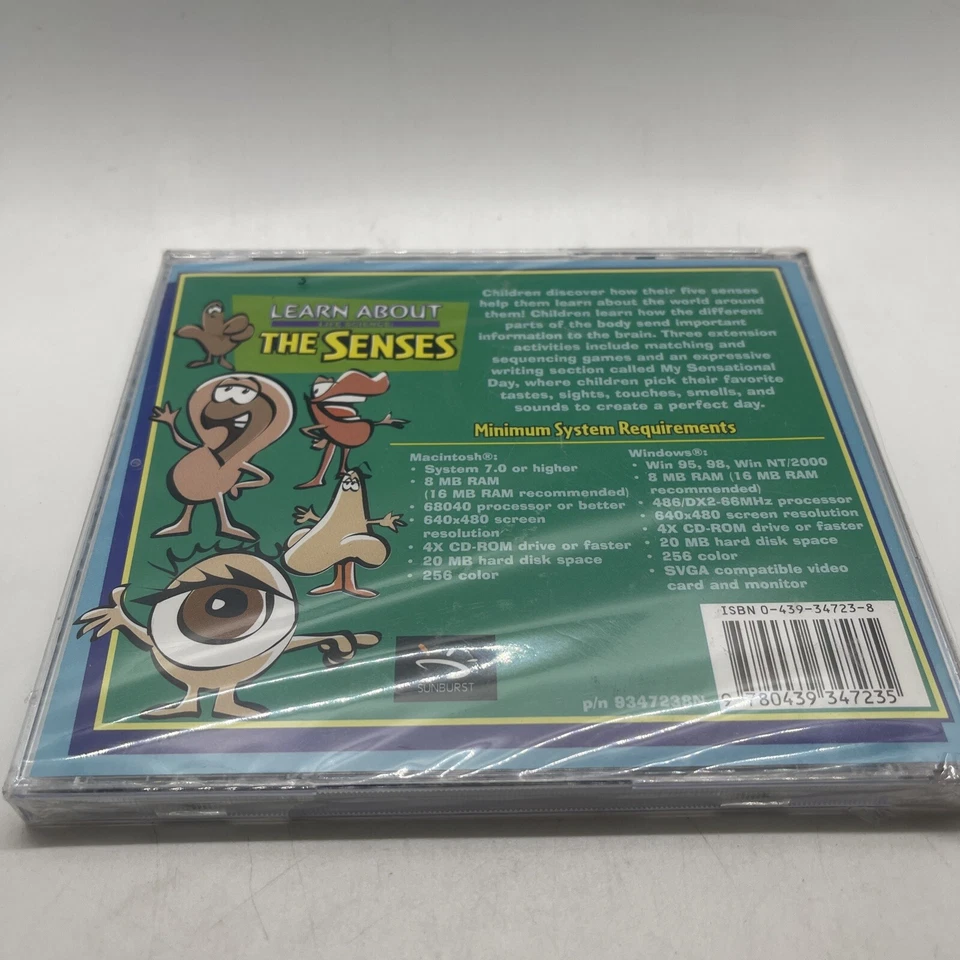 LEARN ABOUT
LIFE SCIENCE
THE SENSES
Children discover how their five senses
help them learn about the world around
them! Children learn how the different
parts of the body send important
information to the brain. Three extension
activities include matching and
sequencing games and an expressive
writing section called My Sensational
Day, where children pick their favorite
tastes, sights, touches, smells, and
sounds to create a perfect day.
Minimum System Requirements
Macintosh®:
• System 7.0 or higher
• 8 MB RAM
(16 MB RAM recommended)
• 68040 processor or better
• 640x480 screen
resolution
• 4X CD-ROM drive or faster
• 20 MB hard disk space
• 256 color
Windows®:
• Win 95, 98, Win NT/2000
• 8 MB RAM (16 MB RAM
recommended)
• 486/DX2-66MHz processor
• 640x480 screen resolution
• 4X CD-ROM drive or faster
• 20 MB hard disk space
• 256 color
• SVGA compatible video
card and monitor
SUNBURST
p/n 934723BN
ISBN 0-439-34723-8
9 780439 347235